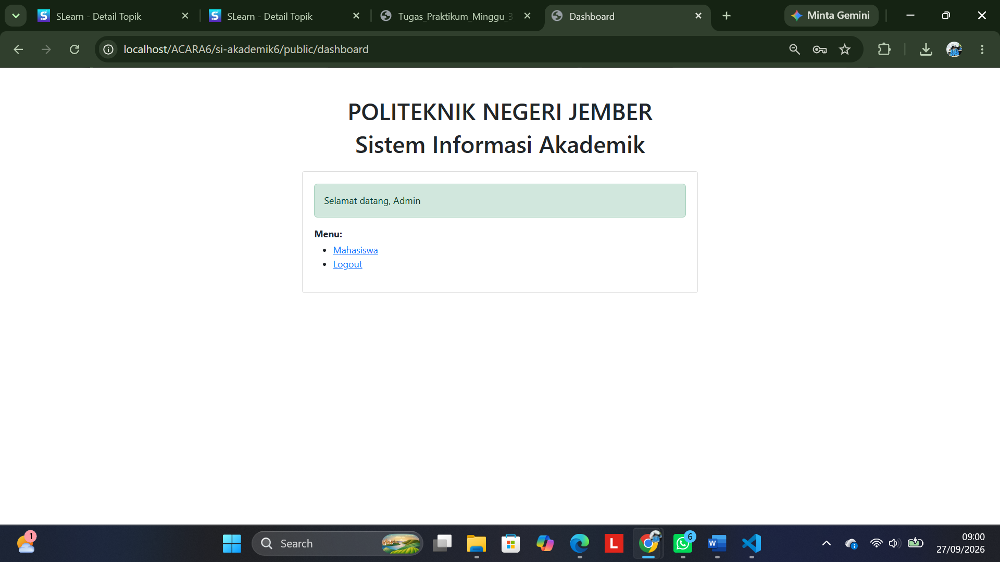 SLearn - Detail Topik
SLearn - Detail Topik
Tugas_Praktikum_Minggu_3
Dashboard
Minta Gemini
localhost/ACARA6/si-akademik6/public/dashboard
POLITEKNIK NEGERI JEMBER
Sistem Informasi Akademik
Selamat datang, Admin
Menu:
Mahasiswa
Logout
1
Search
L
6
W
09:00
27/09/2026